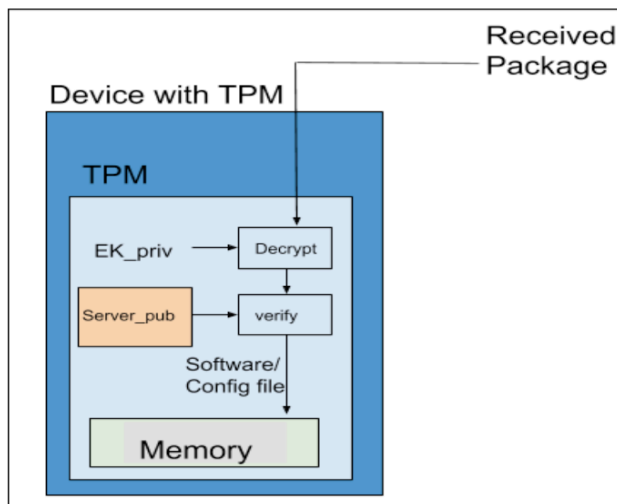 Received
Package
Device with TPM
TPM
EK_priv
Decrypt
Server_pub
verify
Software/
Config file
Memory